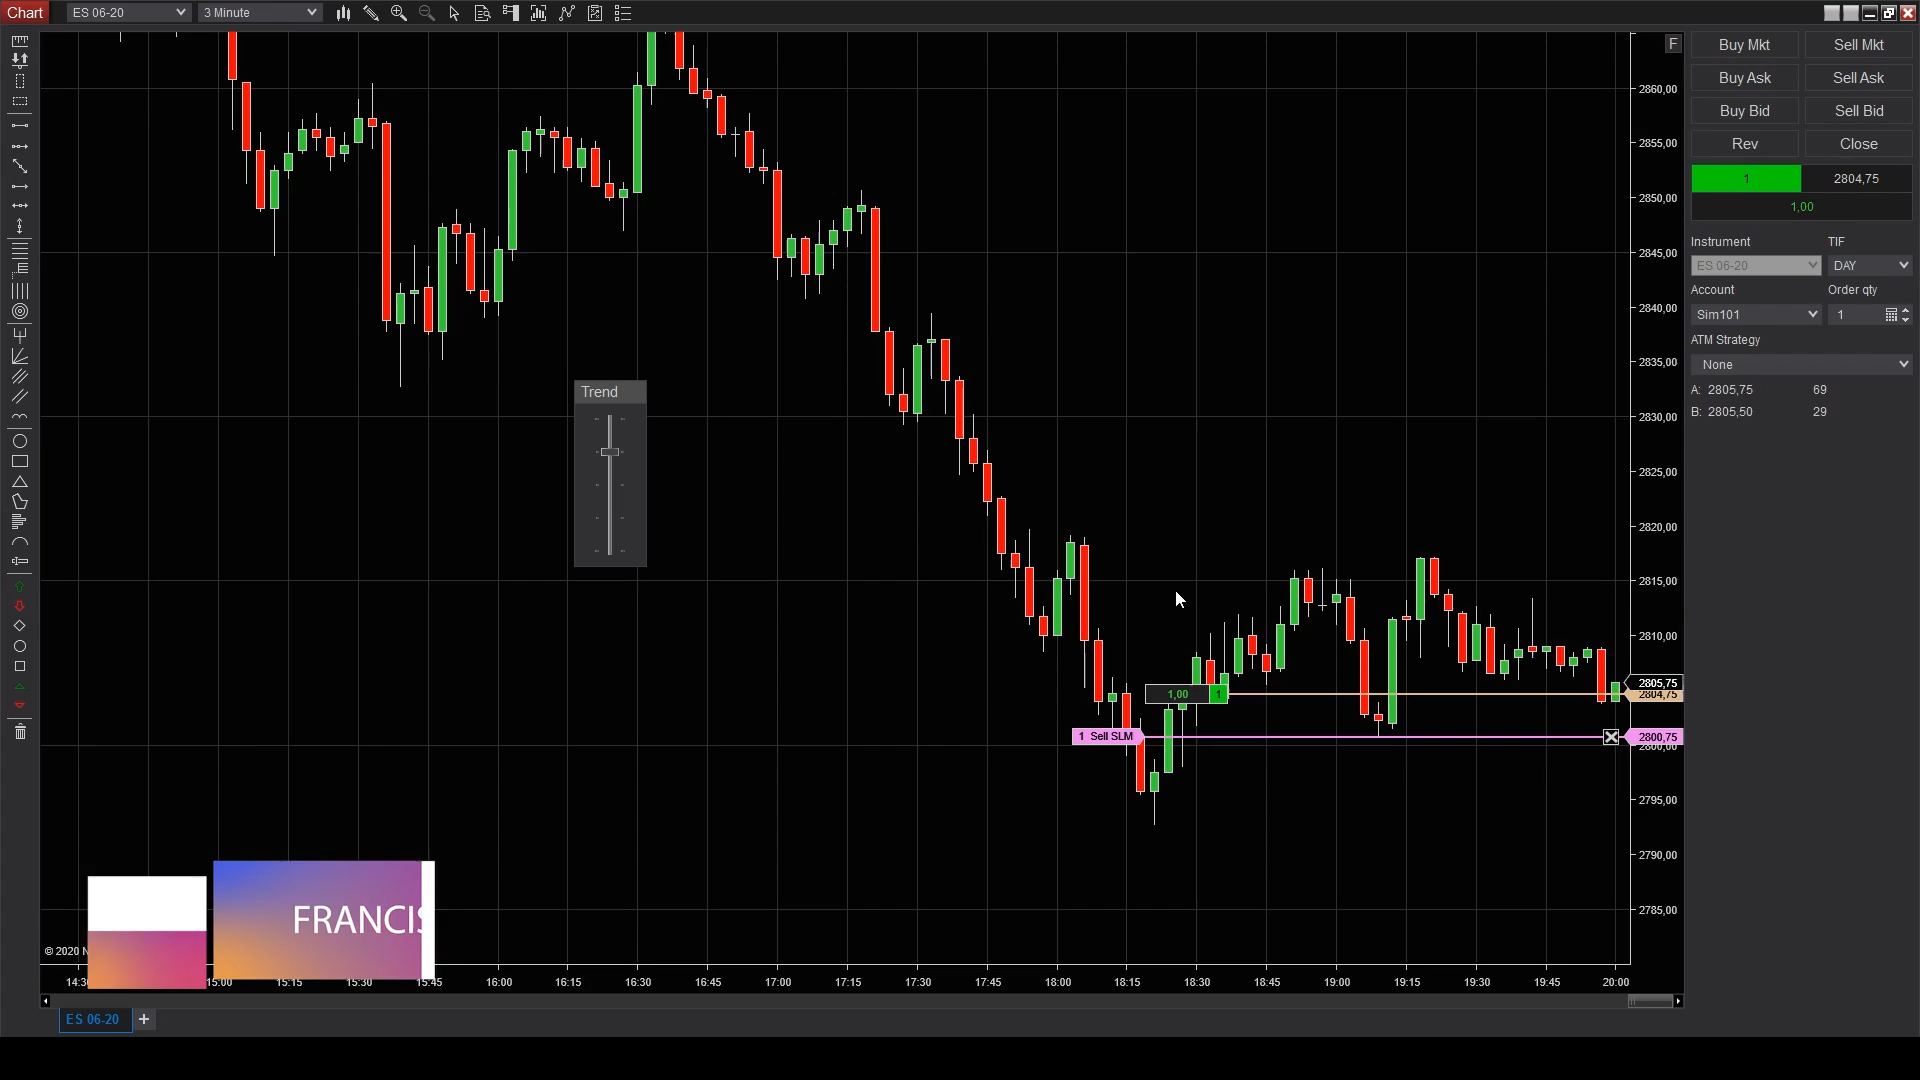 Chart ES 06-20 3 Minute
F
Buy Mkt Sell Mkt
Buy Ask Sell Ask
Buy Bid Sell Bid
Rev Close
1 2804,75
1,00
Instrument TIF
ES 06-20 DAY
Account Order qty
Sim101 1
ATM Strategy
None
A: 2805,75 69
B: 2805,50 29
2860,00
2855,00
2850,00
2845,00
2840,00
2835,00
2830,00
2825,00
2820,00
2815,00
2810,00
2805,75
2804,75
2800,75
2800,00
2795,00
2790,00
2785,00
Trend
1,00 1
1 Sell SLM
FRANCIS
© 2020 N
14:3 15:00 15:15 15:30 15:45 16:00 16:15 16:30 16:45 17:00 17:15 17:30 17:45 18:00 18:15 18:30 18:45 19:00 19:15 19:30 19:45 20:00
ES 06-20 +